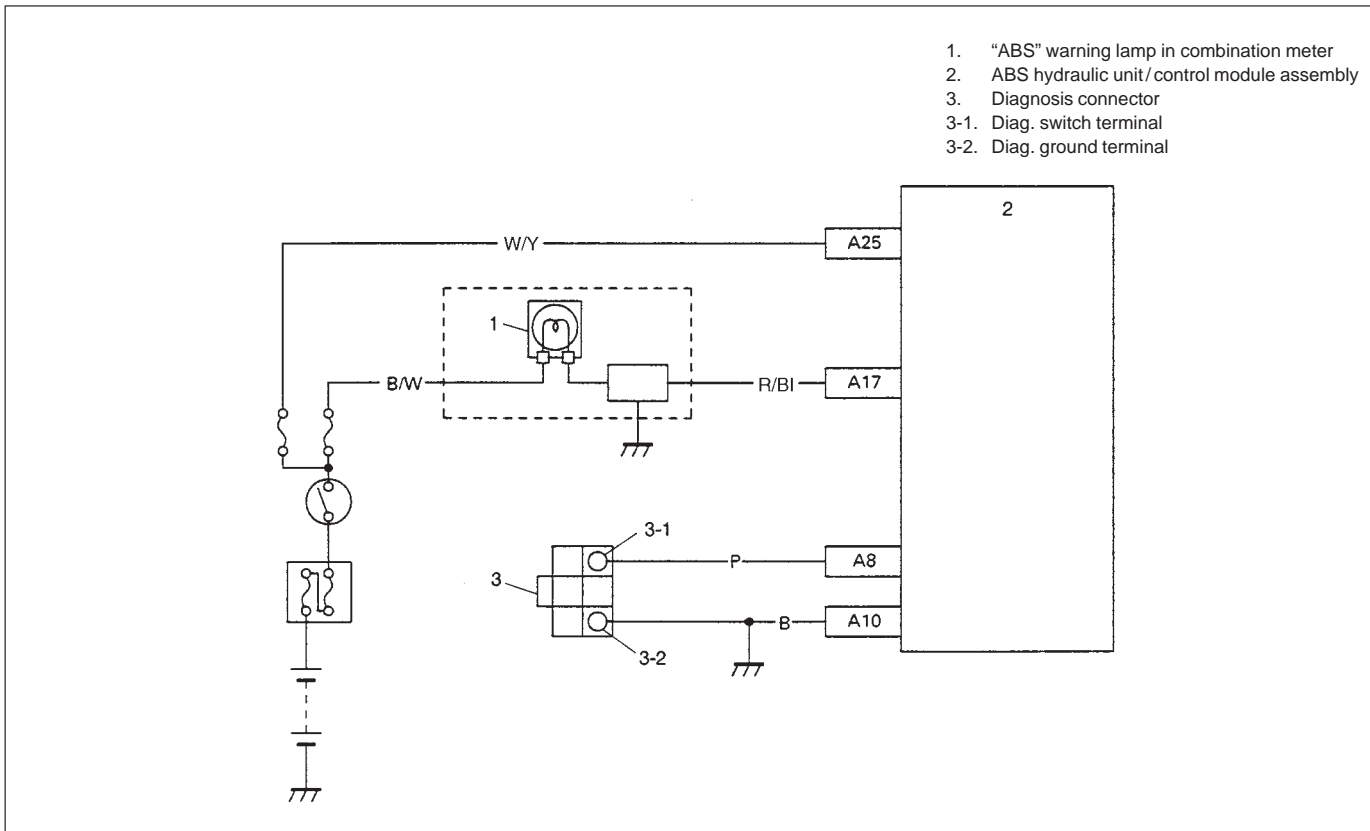 1. “ABS” warning lamp in combination meter
2. ABS hydraulic unit / control module assembly
3. Diagnosis connector
3-1. Diag. switch terminal
3-2. Diag. ground terminal
2
W/Y
A25
1
B/W
R/Bl
A17
3-1
3
P
A8
B
A10
3-2